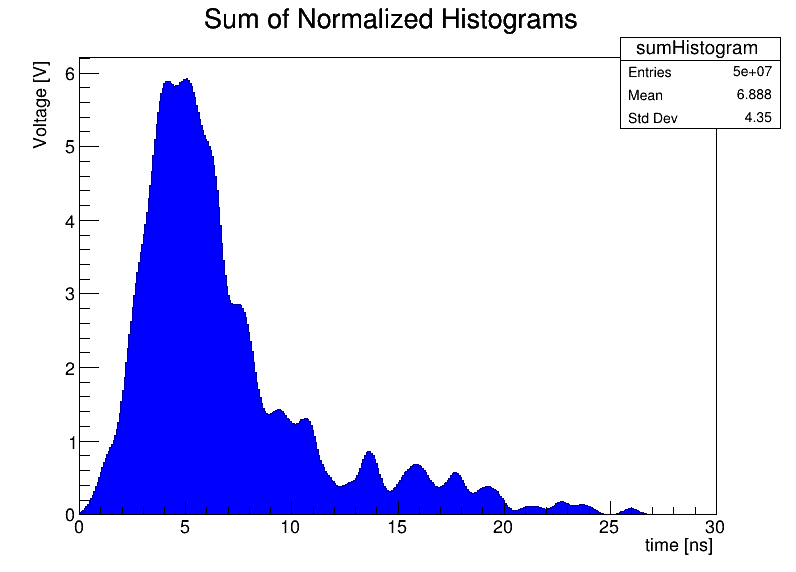 Sum of Normalized Histograms
sumHistogram
Entries 5e+07
Mean 6.888
Std Dev 4.35
Voltage [V]
6
5
4
3
2
1
0
0 5 10 15 20 25 30
time [ns]